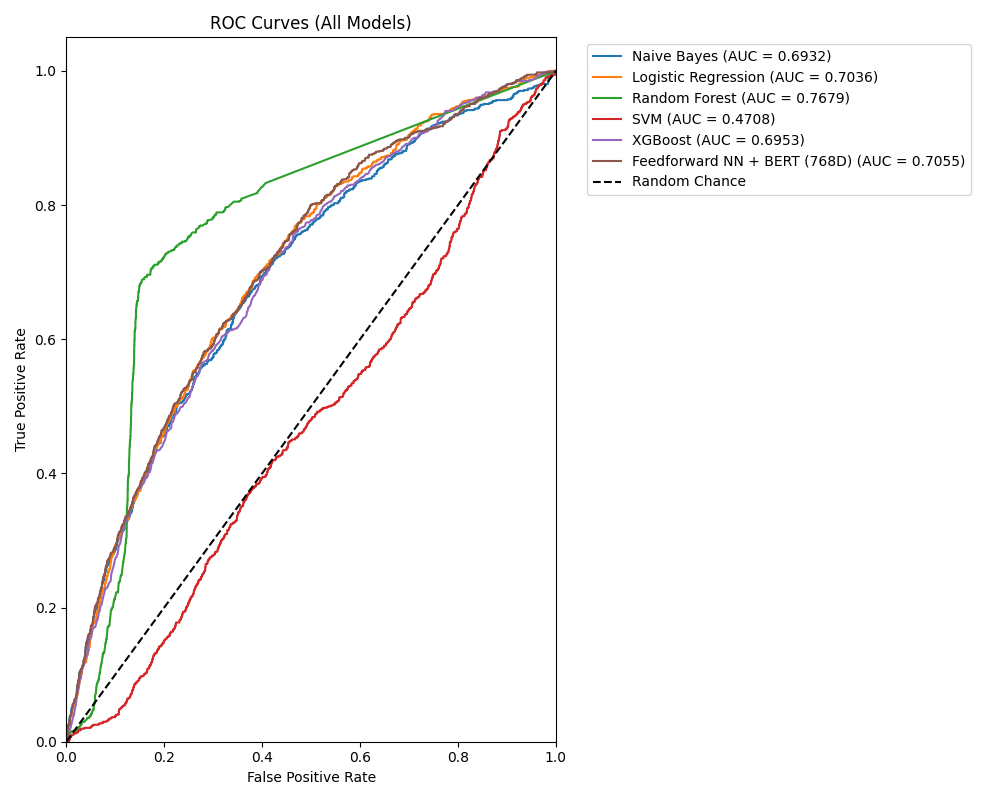 ROC Curves (All Models)
Naive Bayes (AUC = 0.6932)
Logistic Regression (AUC = 0.7036)
Random Forest (AUC = 0.7679)
SVM (AUC = 0.4708)
XGBoost (AUC = 0.6953)
Feedforward NN + BERT (768D) (AUC = 0.7055)
Random Chance
True Positive Rate
1.0
0.8
0.6
0.4
0.2
0.0
0.0 0.2 0.4 0.6 0.8 1.0
False Positive Rate